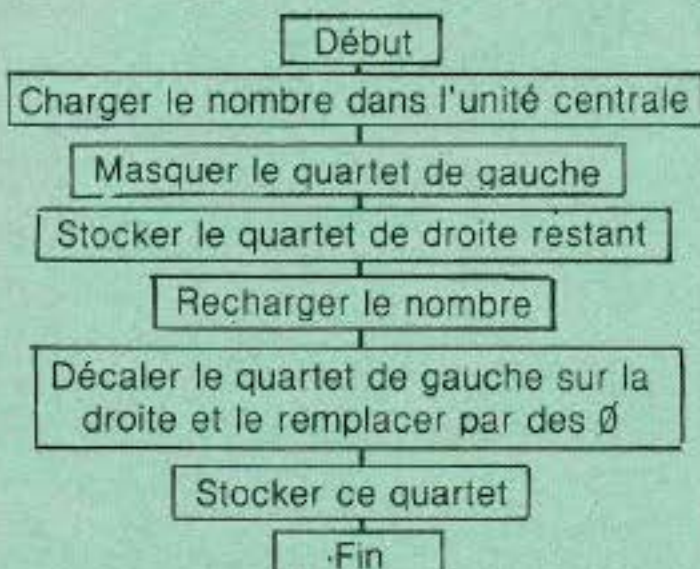 Début
Charger le nombre dans l'unité centrale
Masquer le quartet de gauche
Stocker le quartet de droite restant
Recharger le nombre
Décaler le quartet de gauche sur la
droite et le remplacer par des Ø
Stocker ce quartet
Fin